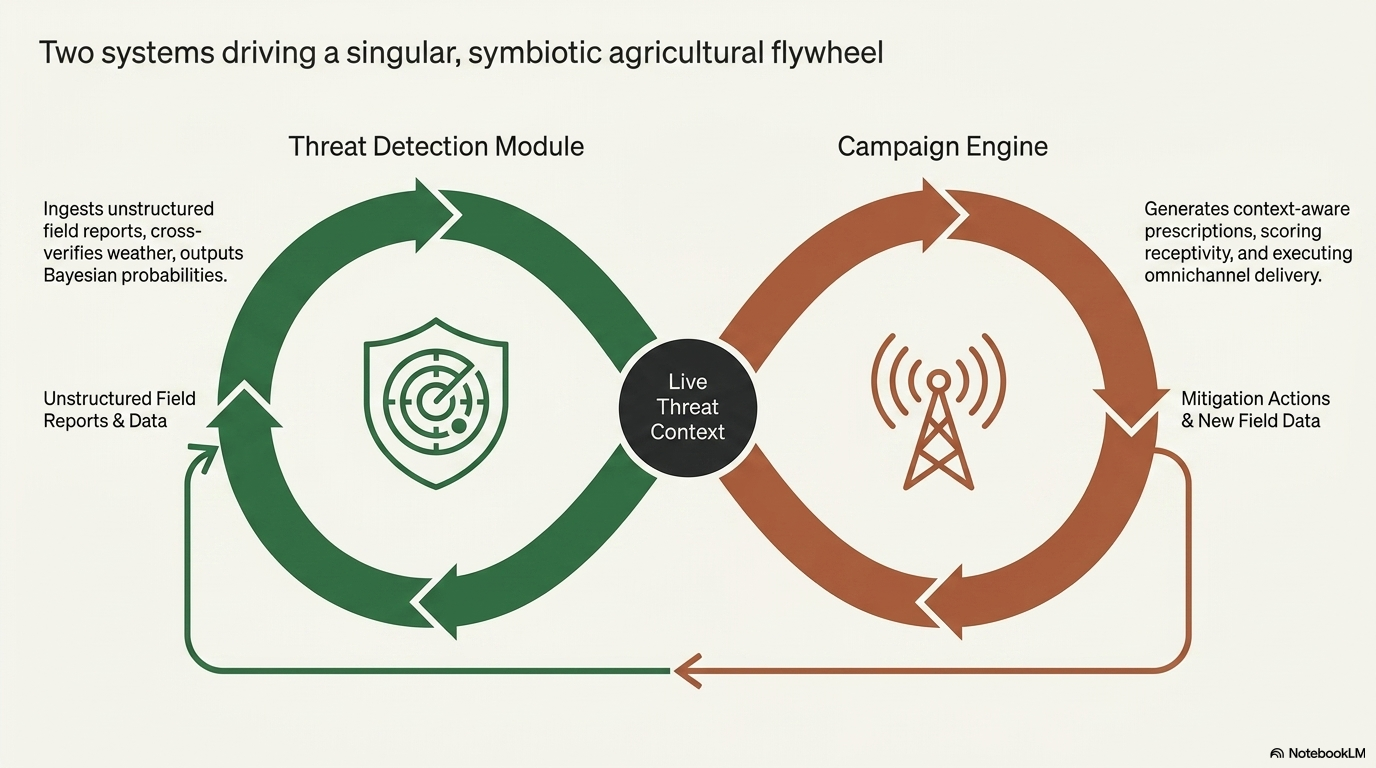 Two systems driving a singular, symbiotic agricultural flywheel
Threat Detection Module
Campaign Engine
Ingests unstructured
field reports, cross-
verifies weather, outputs
Bayesian probabilities.
Generates context-aware
prescriptions, scoring
receptivity, and executing
omnichannel delivery.
Unstructured Field
Reports & Data
Live
Threat
Context
Mitigation Actions
& New Field Data
NotebookLM